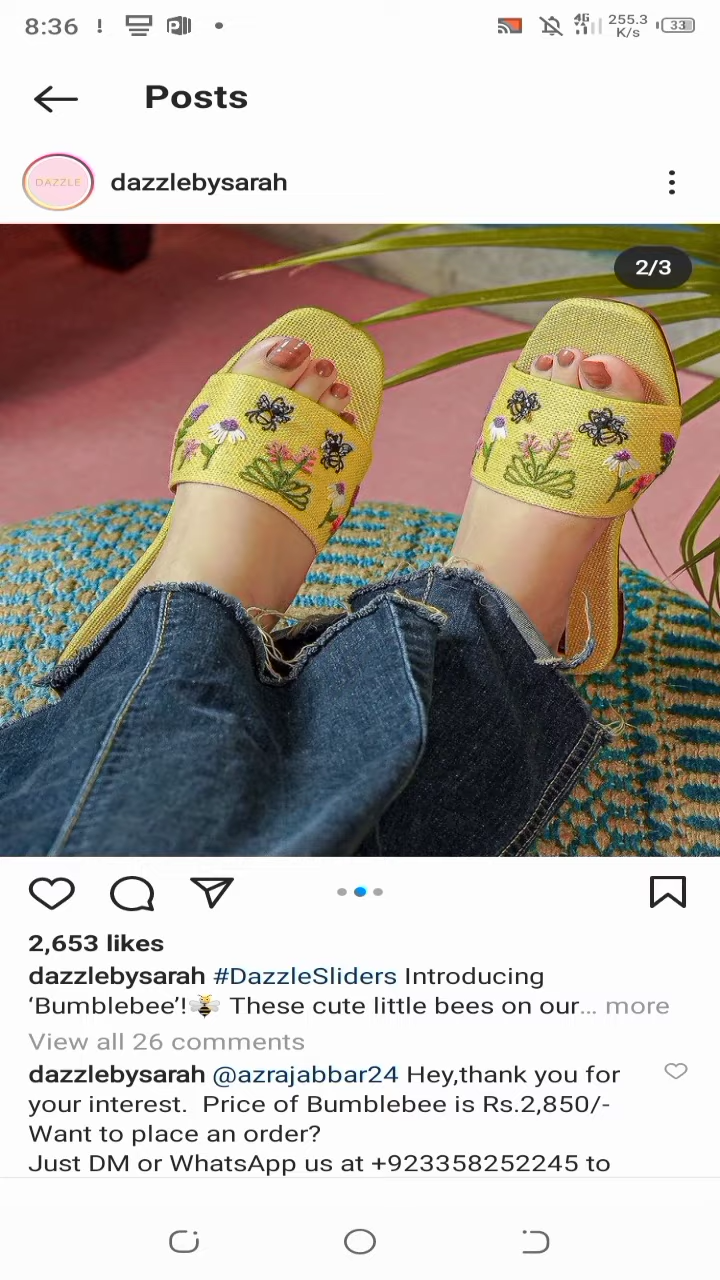 8:36 ! 4G 255.3 K/s 33
Posts
DAZZLE dazzlebysarah
2/3
2,653 likes
dazzlebysarah #DazzleSliders Introducing
‘Bumblebee’!🐝 These cute little bees on our... more
View all 26 comments
dazzlebysarah @azrajabbar24 Hey,thank you for
your interest. Price of Bumblebee is Rs.2,850/-
Want to place an order?
Just DM or WhatsApp us at +923358252245 to